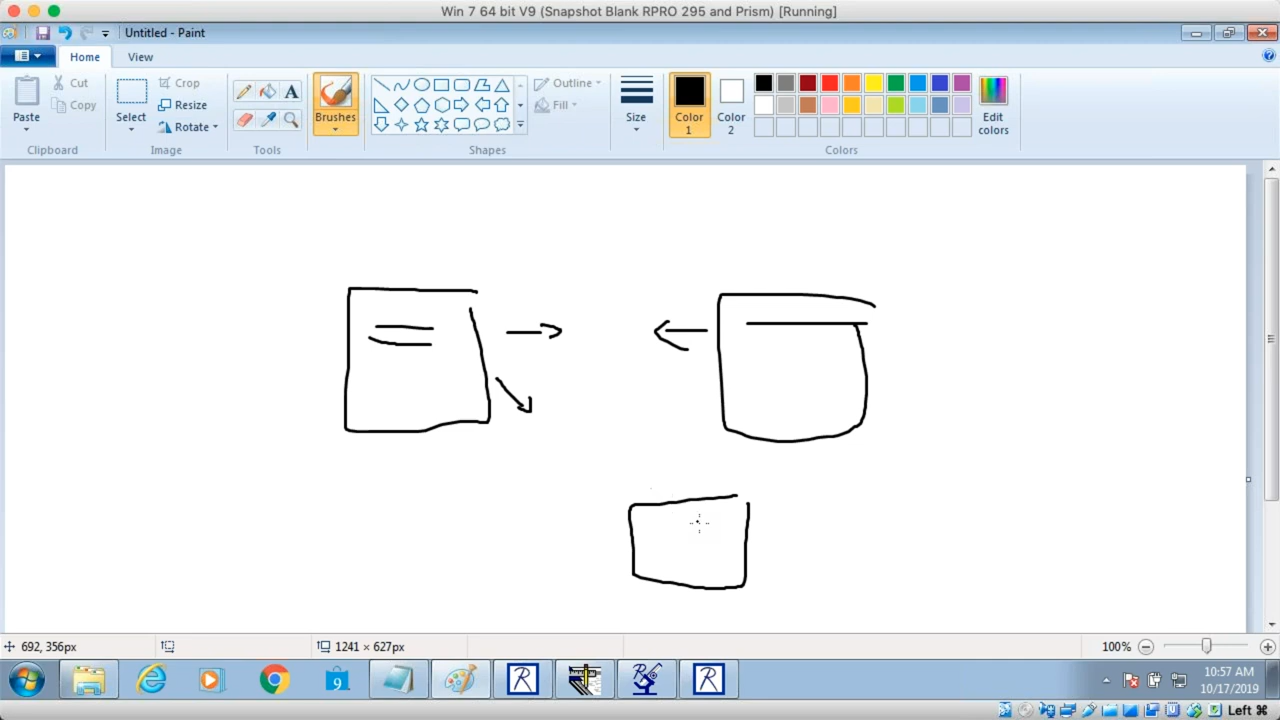 Win 7 64 bit V9 (Snapshot Blank RPRO 295 and Prism) [Running]
Untitled - Paint
Home View
Paste Cut Copy Select Crop Resize Rotate A Brushes Outline Fill Size Color 1 Color 2 Edit colors
Clipboard Image Tools Shapes Colors
692, 356px 1241 × 627px 100%
9 R R 10:57 AM
10/17/2019
Left ⌘